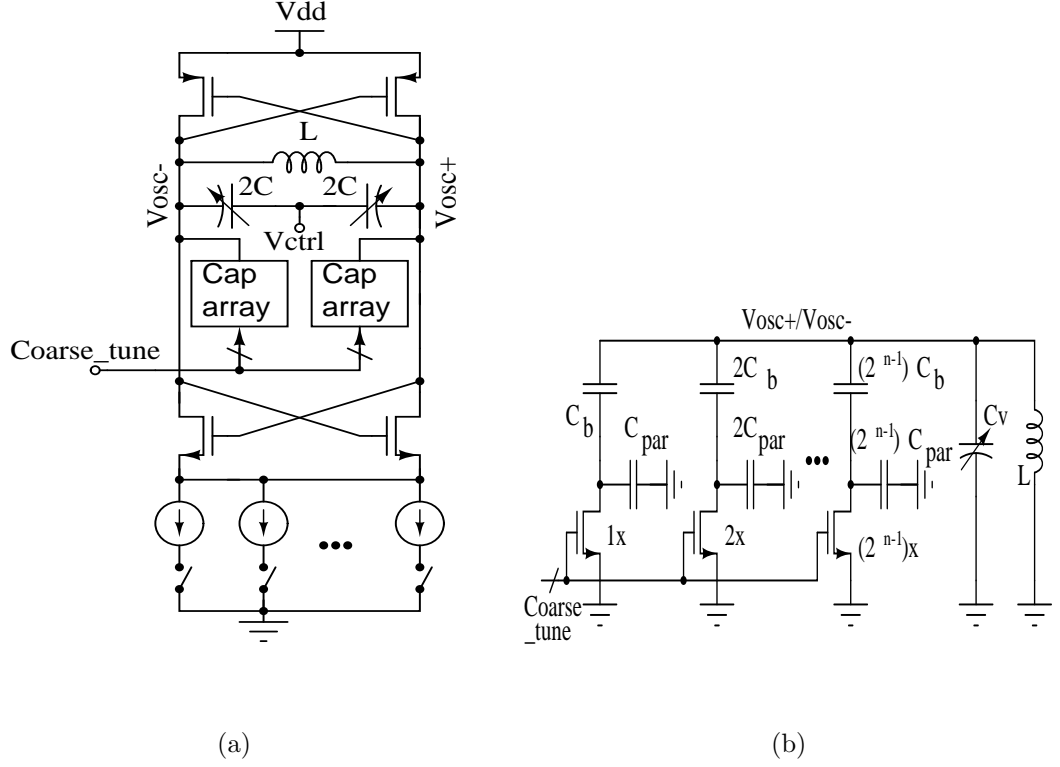 Vdd
L
Vosc-
Vosc+
2C
2C
Vctrl
Cap
array
Cap
array
Coarse_tune
Vosc+/Vosc-
C b
2C b
(2 n-1) C b
C par
2C par
(2 n-1) C par
Cv
L
1x
2x
(2 n-1)x
Coarse
_tune
(a)
(b)